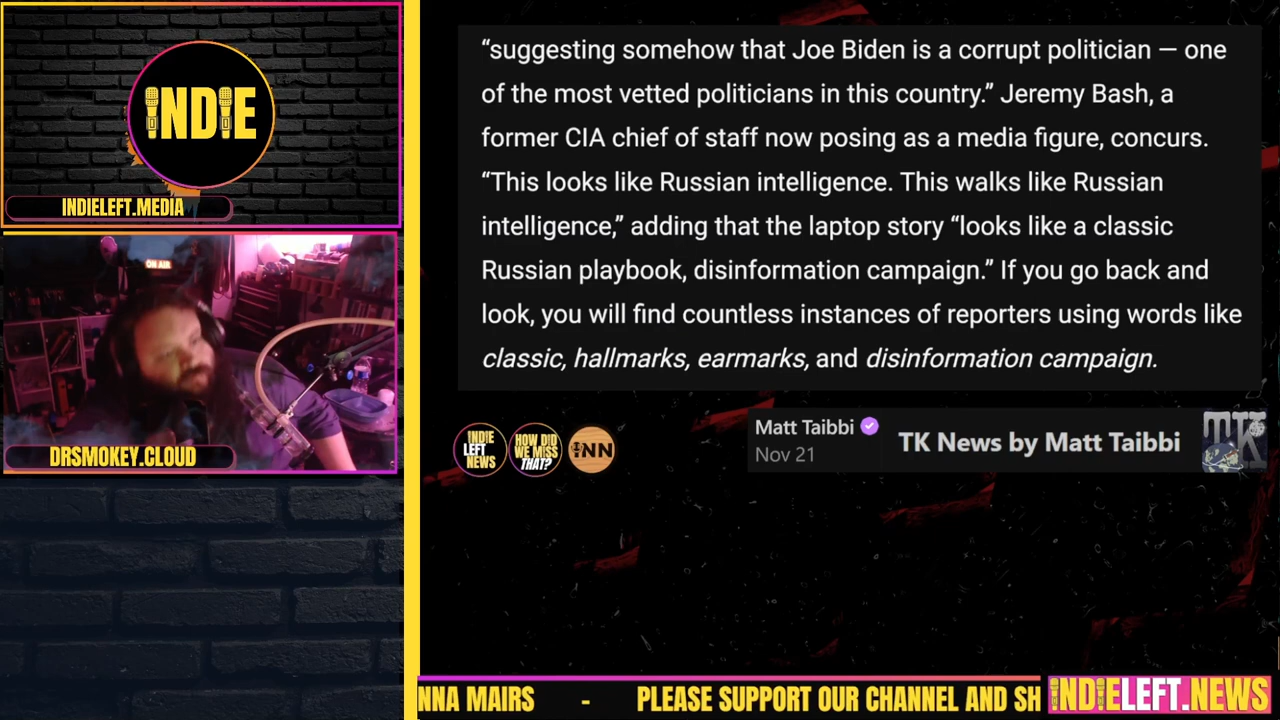 INDIE
INDIELEFT.MEDIA
ON AIR
DRSMOKEY.CLOUD
“suggesting somehow that Joe Biden is a corrupt politician — one
of the most vetted politicians in this country.” Jeremy Bash, a
former CIA chief of staff now posing as a media figure, concurs.
“This looks like Russian intelligence. This walks like Russian
intelligence,” adding that the laptop story “looks like a classic
Russian playbook, disinformation campaign.” If you go back and
look, you will find countless instances of reporters using words like
classic, hallmarks, earmarks, and disinformation campaign.
INDIE
LEFT
NEWS
HOW DID
WE MISS
THAT?
INN
Matt Taibbi
Nov 21
TK News by Matt Taibbi
TK
NNA MAIRS - PLEASE SUPPORT OUR CHANNEL AND SH
INDIELEFT.NEWS